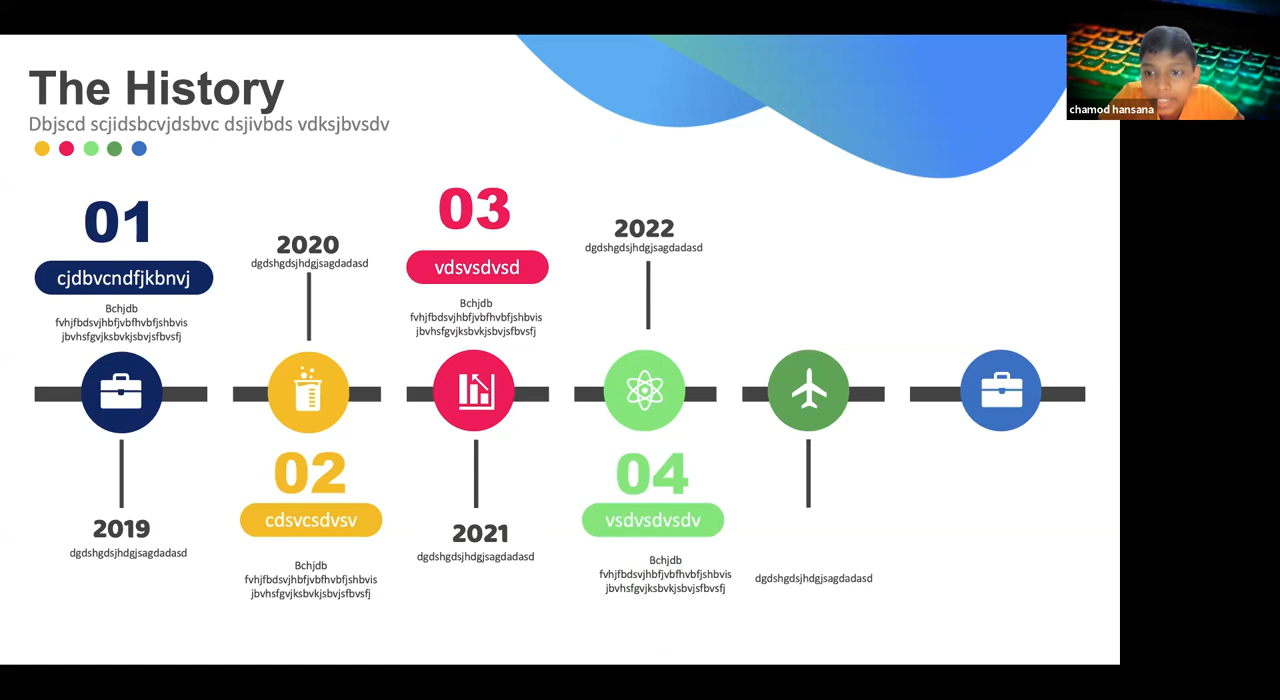 The History
Dbjscd scjidsbcvjdsbvc dsjivbds vdksjbvsdv
chamod hansana
01
cjdbvcndfjkbnvj
Bchjdb
fvhjfbdsvjhbfjvbfhvbfjshbvis
jbvhsfgvjksbvkjsbvjsfbvsfj
2019
dgdshgdsjhdgjsagdadasd
2020
dgdshgdsjhdgjsagdadasd
02
cdsvcsdvsv
Bchjdb
fvhjfbdsvjhbfjvbfhvbfjshbvis
jbvhsfgvjksbvkjsbvjsfbvsfj
03
vdsvsdvsd
Bchjdb
fvhjfbdsvjhbfjvbfhvbfjshbvis
jbvhsfgvjksbvkjsbvjsfbvsfj
2021
dgdshgdsjhdgjsagdadasd
2022
dgdshgdsjhdgjsagdadasd
04
vsdvsdvsdv
Bchjdb
fvhjfbdsvjhbfjvbfhvbfjshbvis
jbvhsfgvjksbvkjsbvjsfbvsfj
dgdshgdsjhdgjsagdadasd